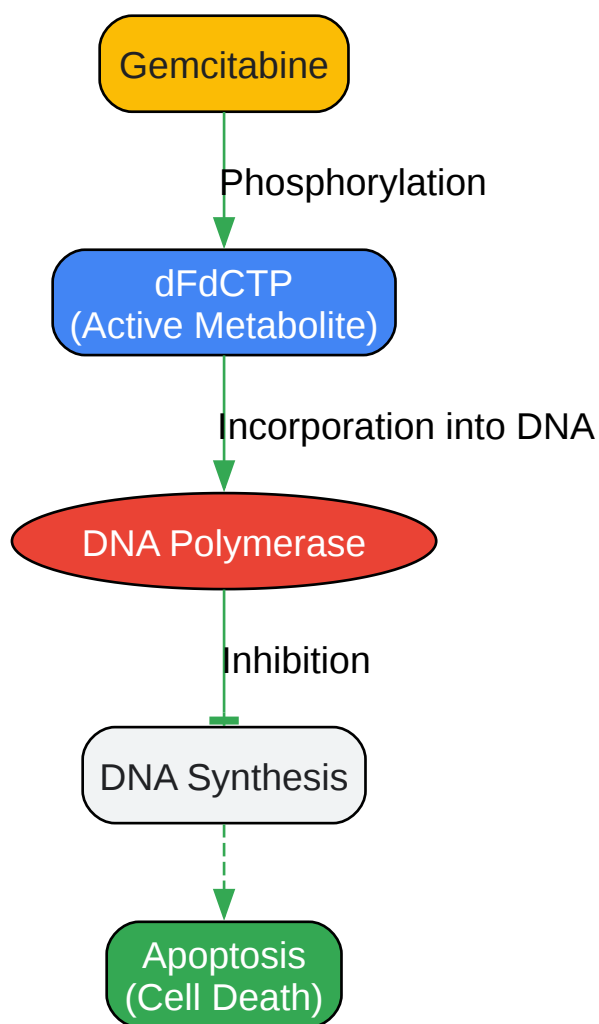 Gemcitabine
Phosphorylation
dFdCTP
(Active Metabolite)
Incorporation into DNA
DNA Polymerase
Inhibition
DNA Synthesis
Apoptosis
(Cell Death)